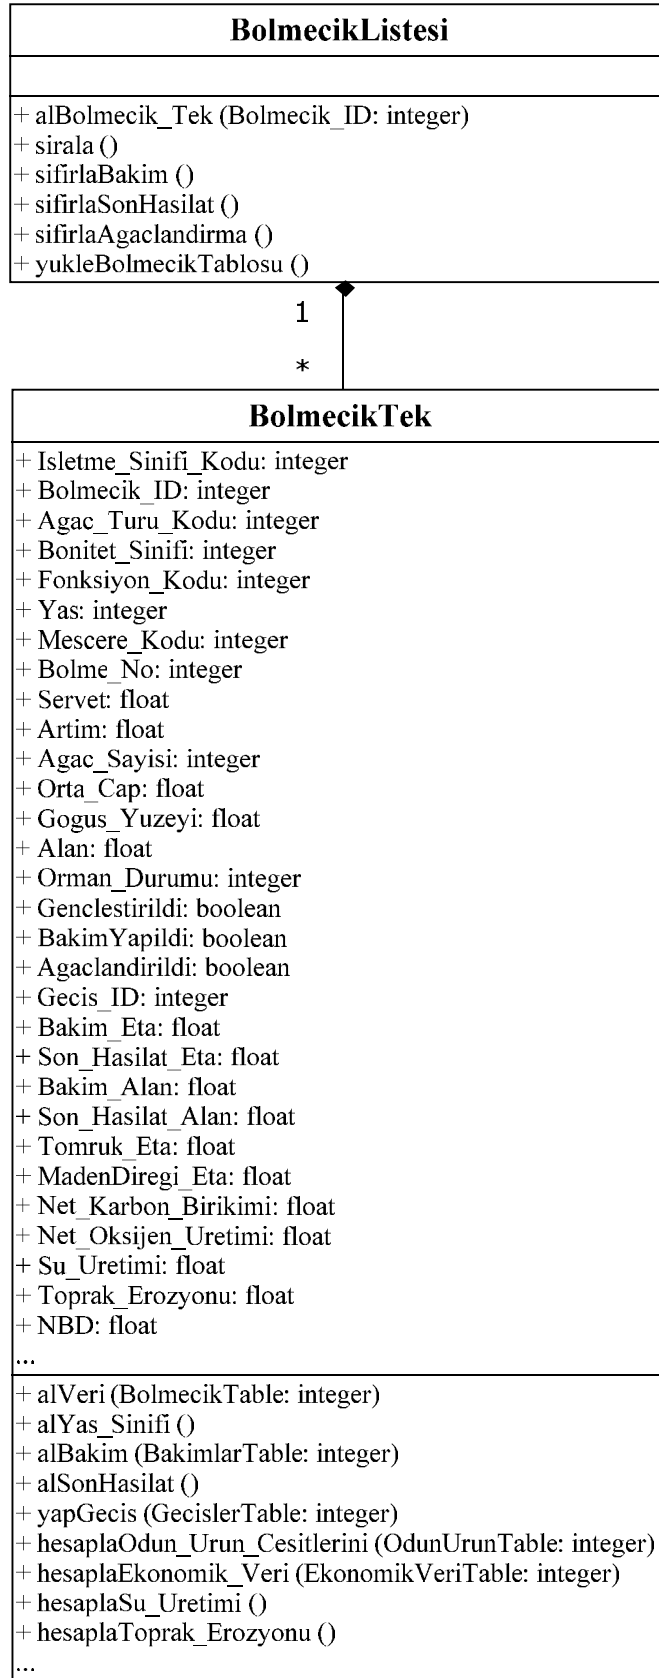 BolmecikListesi
+ alBolmecik_Tek (Bolmecik_ID: integer)
+ sirala ()
+ sifirlaBakim ()
+ sifirlaSonHasilat ()
+ sifirlaAgaclandirma ()
+ yukleBolmecikTablosu ()
1
*
BolmecikTek
+ Isletme_Sinifi_Kodu: integer
+ Bolmecik_ID: integer
+ Agac_Turu_Kodu: integer
+ Bonitet_Sinifi: integer
+ Fonksiyon_Kodu: integer
+ Yas: integer
+ Mescere_Kodu: integer
+ Bolme_No: integer
+ Servet: float
+ Artim: float
+ Agac_Sayisi: integer
+ Orta_Cap: float
+ Gogus_Yuzeyi: float
+ Alan: float
+ Orman_Durumu: integer
+ Genclestirildi: boolean
+ BakimYapildi: boolean
+ Agaclandirildi: boolean
+ Gecis_ID: integer
+ Bakim_Eta: float
+ Son_Hasilat_Eta: float
+ Bakim_Alan: float
+ Son_Hasilat_Alan: float
+ Tomruk_Eta: float
+ MadenDiregi_Eta: float
+ Net_Karbon_Birikimi: float
+ Net_Oksijen_Uretimi: float
+ Su_Uretimi: float
+ Toprak_Erozyonu: float
+ NBD: float
...
+ alVeri (BolmecikTable: integer)
+ alYas_Sinifi ()
+ alBakim (BakimlarTable: integer)
+ alSonHasilat ()
+ yapGecis (GecislerTable: integer)
+ hesaplaOdun_Urun_Cesitlerini (OdunUrunTable: integer)
+ hesaplaEkonomik_Veri (EkonomikVeriTable: integer)
+ hesaplaSu_Uretimi ()
+ hesaplaToprak_Erozyonu ()
...